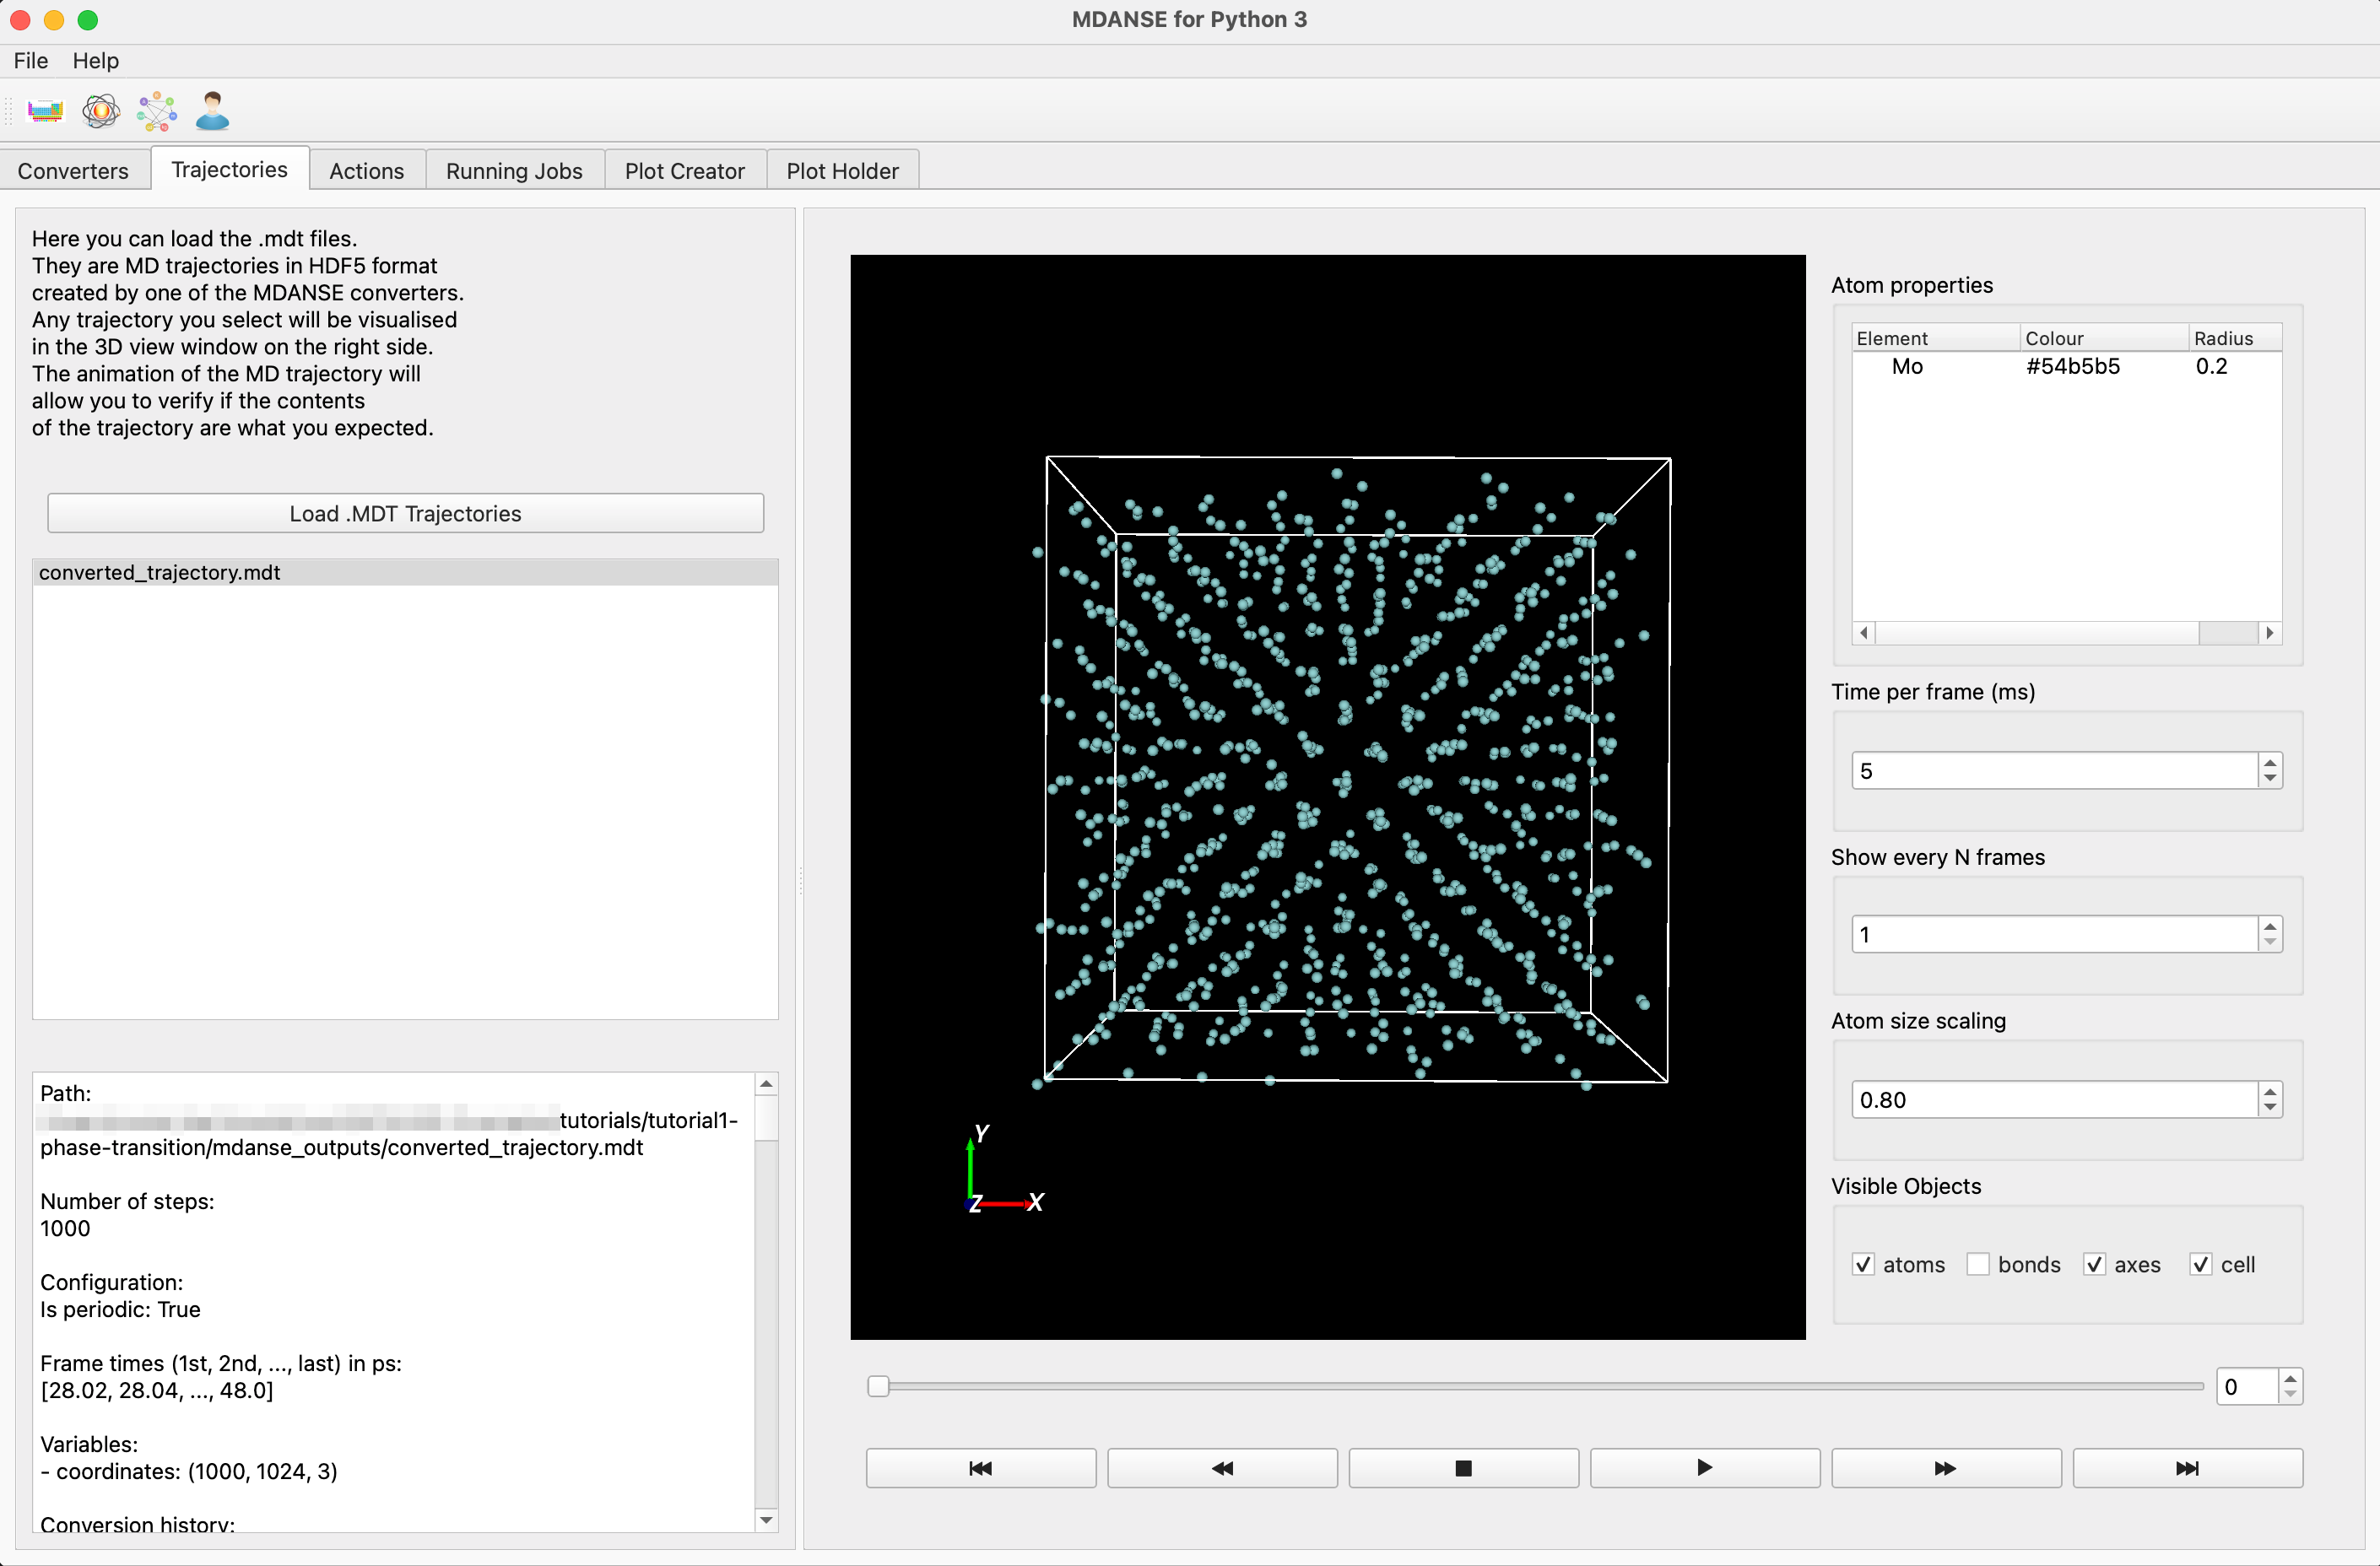 MDANSE for Python 3
File Help
Converters Trajectories Actions Running Jobs Plot Creator Plot Holder
Here you can load the .mdt files.
They are MD trajectories in HDF5 format
created by one of the MDANSE converters.
Any trajectory you select will be visualised
in the 3D view window on the right side.
The animation of the MD trajectory will
allow you to verify if the contents
of the trajectory are what you expected.
Load .MDT Trajectories
converted_trajectory.mdt
Path:
tutorials/tutorial1-
phase-transition/mdanse_outputs/converted_trajectory.mdt
Number of steps:
1000
Configuration:
Is periodic: True
Frame times (1st, 2nd, ..., last) in ps:
[28.02, 28.04, ..., 48.0]
Variables:
- coordinates: (1000, 1024, 3)
Conversion history:
Y
Z X
Atom properties
Element Colour Radius
Mo #54b5b5 0.2
Time per frame (ms)
5
Show every N frames
1
Atom size scaling
0.80
Visible Objects
atoms bonds axes cell
0